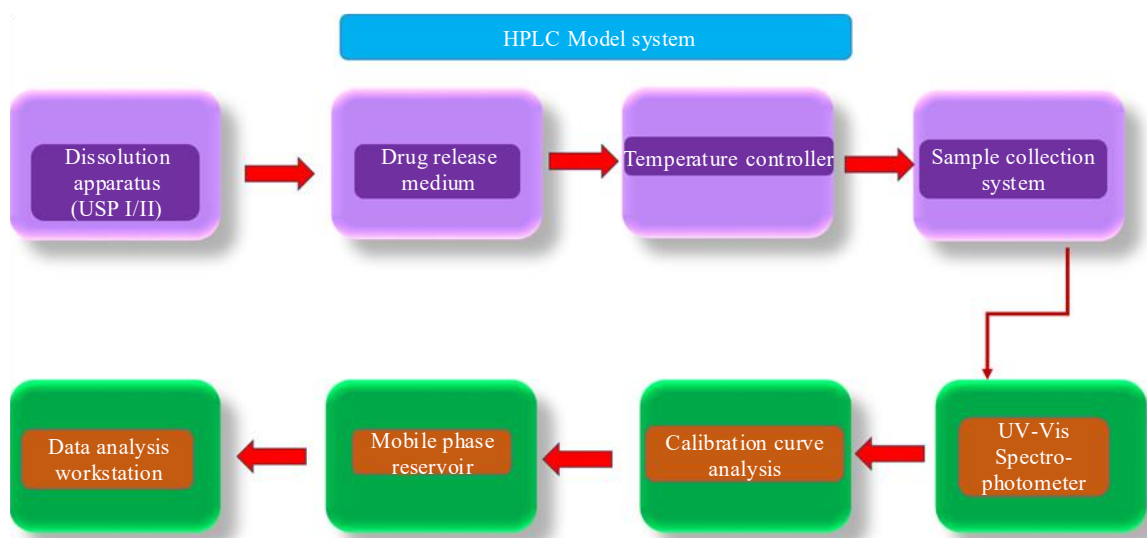 HPLC Model system
Dissolution
apparatus
(USP I/II)
Drug release
medium
Temperature controller
Sample collection
system
UV-Vis
Spectro-
photometer
Calibration curve
analysis
Mobile phase
reservoir
Data analysis
workstation